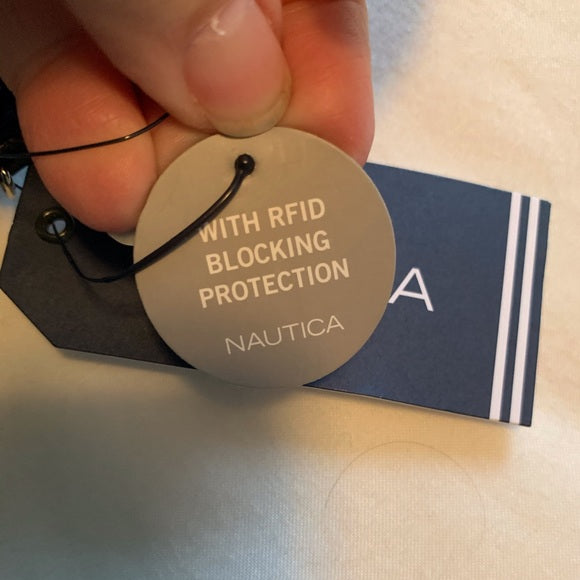 WITH RFID
BLOCKING
PROTECTION
NAUTICA
A